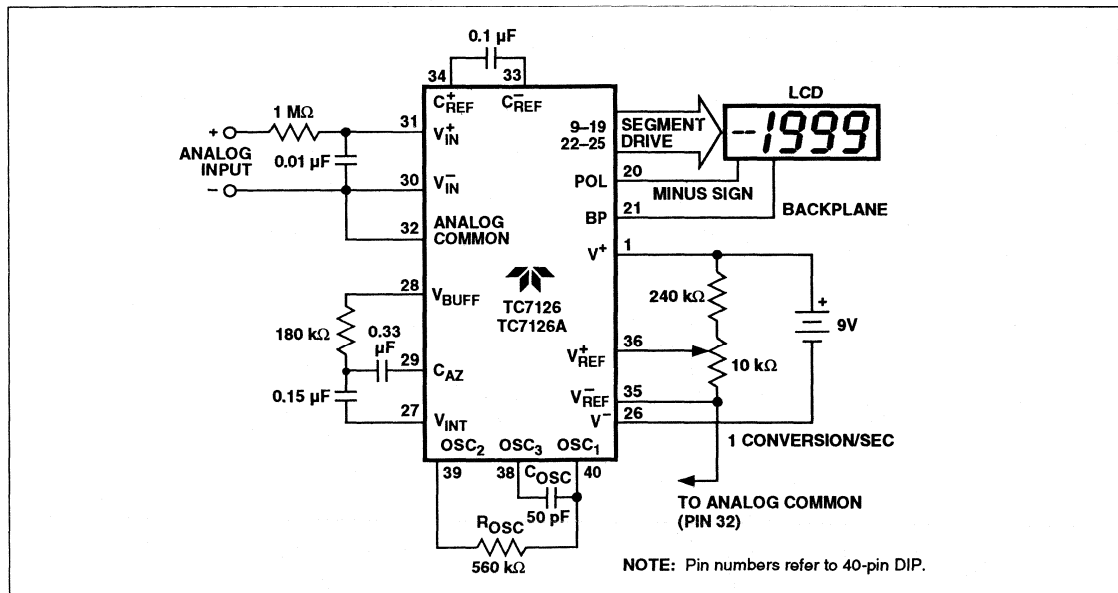 0.1 µF
34
33
C+REF
C−REF
LCD
1 MΩ
31
V+IN
9–19
22–25
SEGMENT
DRIVE
--1999
+
ANALOG
INPUT
–
0.01 µF
30
V−IN
POL
20
MINUS SIGN
32
ANALOG
COMMON
BP
21
BACKPLANE
V+
1
28
VBUFF
TC7126
TC7126A
240 kΩ
+
9V
180 kΩ
0.33
µF
29
CAZ
V+REF
36
10 kΩ
0.15 µF
27
VINT
V−REF
35
V−
26
1 CONVERSION/SEC
OSC2
OSC3
OSC1
39
38
COSC
40
50 pF
ROSC
560 kΩ
TO ANALOG COMMON
(PIN 32)
NOTE: Pin numbers refer to 40-pin DIP.